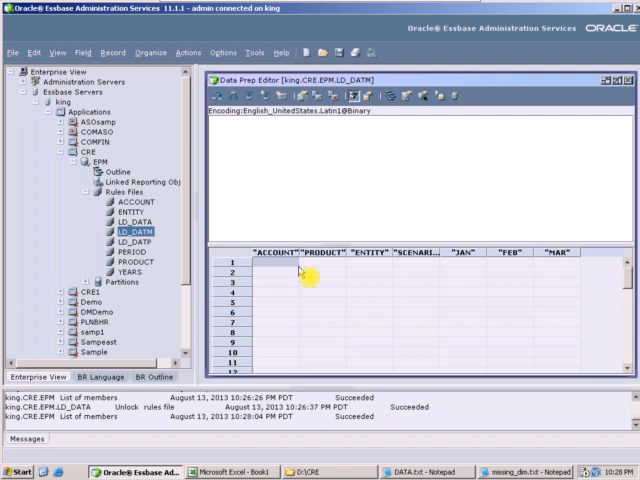 Oracle® Essbase Administration Services 11.1.1 - admin connected on king
Oracle® Essbase Administration Services ORACLE
File Edit View Field Record Organize Actions Options Tools Help
Enterprise View
Administration Servers
Essbase Servers
king
Applications
ASOsamp
COMASO
COMFIN
CRE
EPM
Outline
Linked Reporting Obj
Rules Files
ACCOUNT
ENTITY
LD_DATA
LD_DATM
LD_DATP
PERIOD
PRODUCT
YEARS
Partitions
CRE1
Demo
DMDemo
PLNBHR
samp1
Sampeast
Sample
Enterprise View BR Language BR Outline
Data Prep Editor [king.CRE.EPM.LD_DATM]
Encoding:English_UnitedStates.Latin1@Binary
"ACCOUNT" "PRODUCT" "ENTITY" "SCENARI... "JAN" "FEB" "MAR"
1
2
3
4
5
6
7
8
9
10
11
12
king.CRE.EPM List of members August 13, 2013 10:26:26 PM PDT Succeeded
king.CRE.EPM.LD_DATA Unlock rules file August 13, 2013 10:26:37 PM PDT Succeeded
king.CRE.EPM List of members August 13, 2013 10:28:04 PM PDT Succeeded
Messages
Start Oracle® Essbase Ad... Microsoft Excel - Book1 D:\CRE DATA.txt - Notepad missing_dim.txt - Notepad 10:28 PM